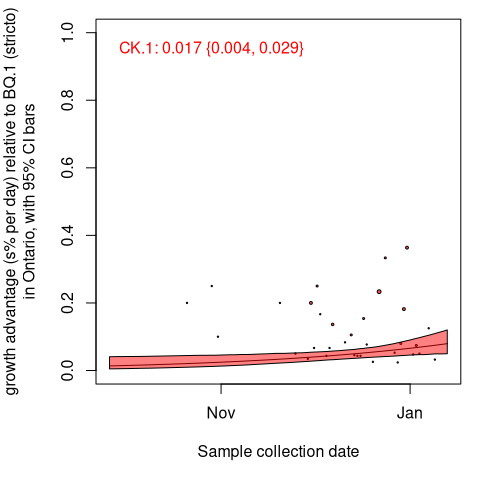 growth advantage (s% per day) relative to BQ.1 (stricto)
in Ontario, with 95% CI bars
1.0
0.8
0.6
0.4
0.2
0.0
CK.1: 0.017 {0.004, 0.029}
Nov
Jan
Sample collection date